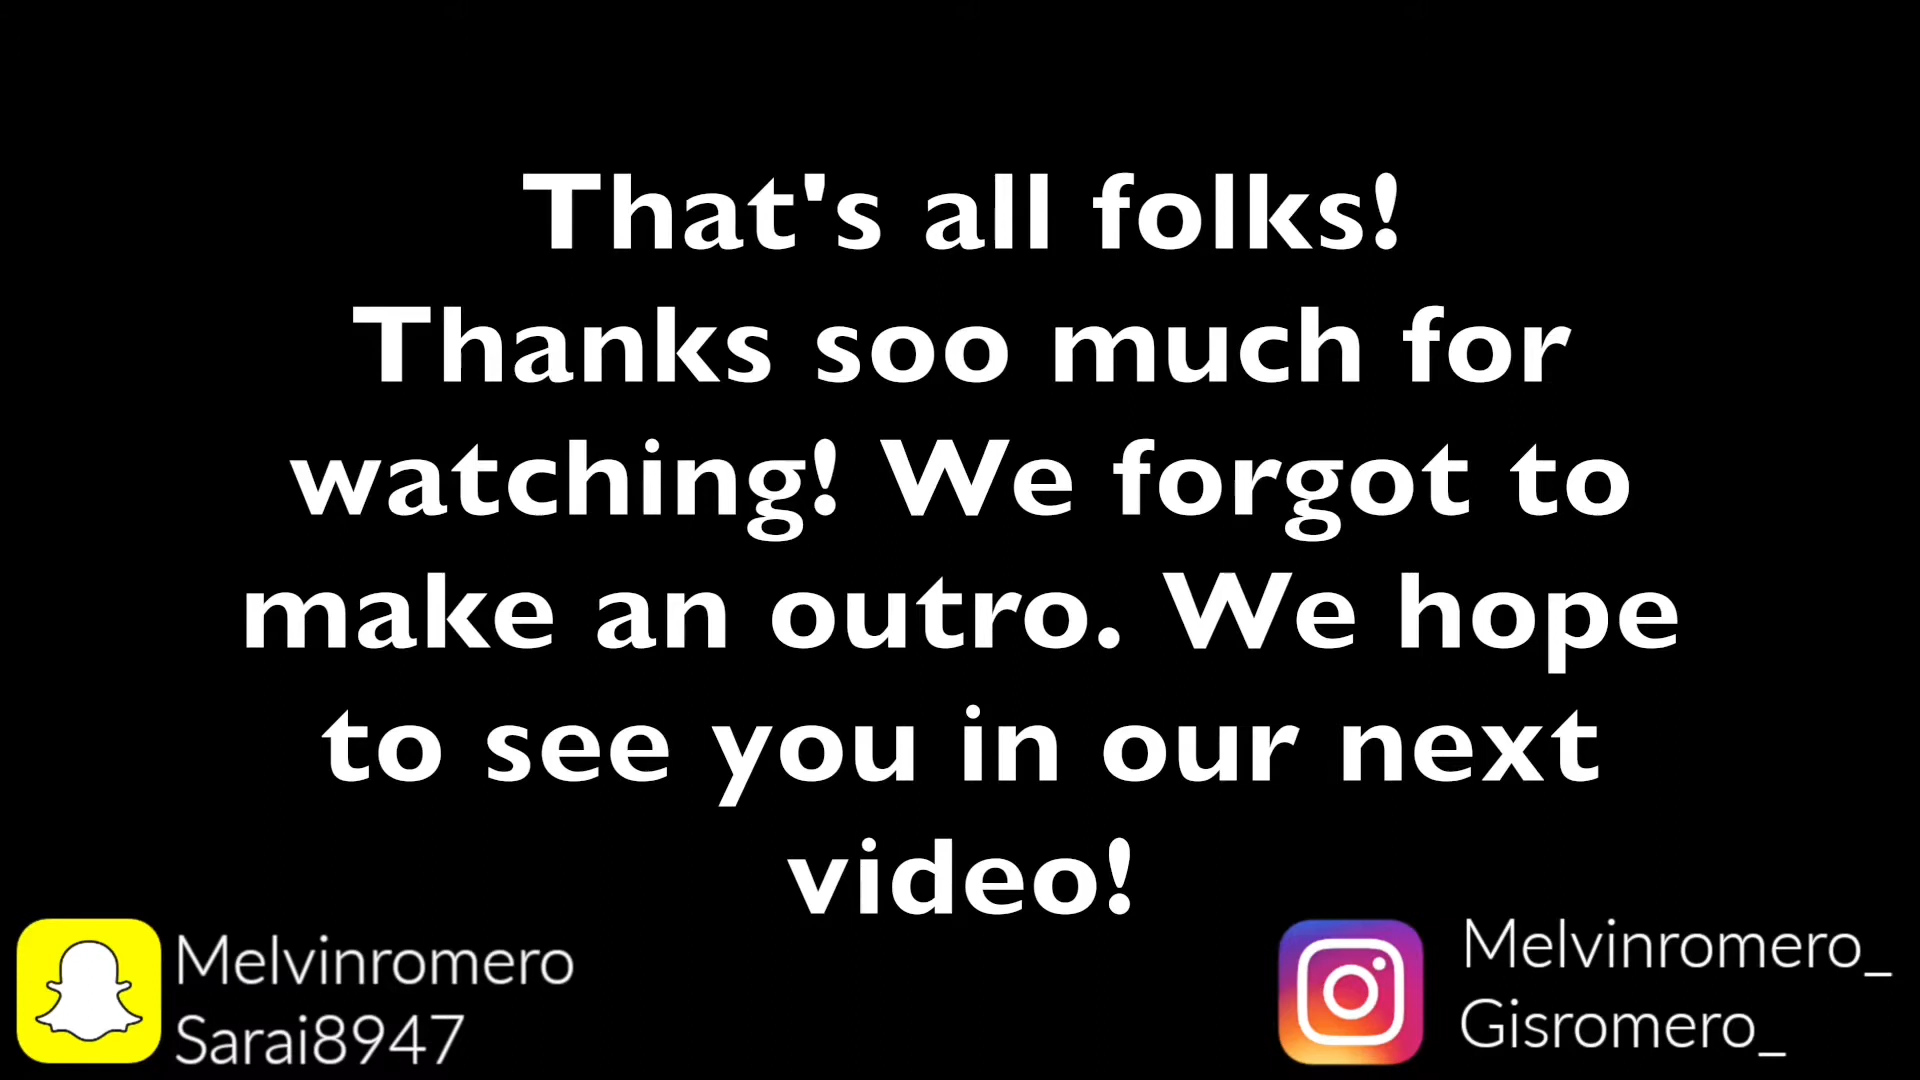 That's all folks!
Thanks soo much for
watching! We forgot to
make an outro. We hope
to see you in our next
video!
Melvinromero
Sarai8947
Melvinromero_
Gisromero_